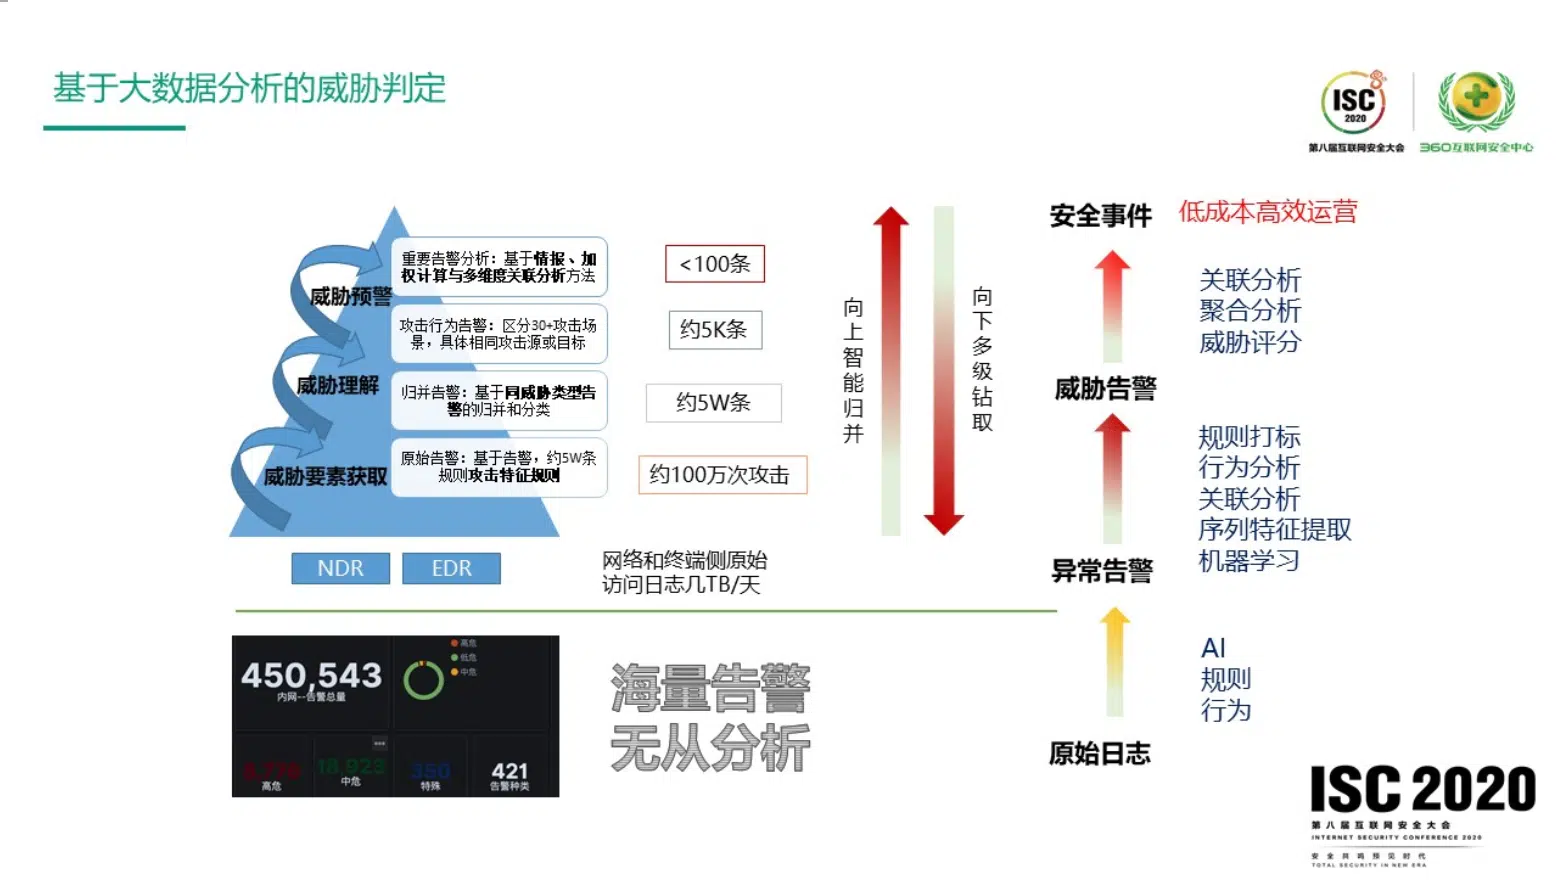 基于大数据分析的威胁判定
ISC
2020
第八届互联网安全大会
360互联网安全中心
重要告警分析：基于情报、加
权计算与多维度关联分析方法
威胁预警
攻击行为告警：区分30+攻击场
景，具体相同攻击源或目标
威胁理解
归并告警：基于同威胁类型告
警的归并和分类
威胁要素获取
原始告警：基于告警，约5W条
规则攻击特征规则
<100条
约5K条
约5W条
约100万次攻击
NDR
EDR
网络和终端侧原始
访问日志几TB/天
向上智能归并
向下多级钻取
安全事件
低成本高效运营
关联分析
聚合分析
威胁评分
威胁告警
规则打标
行为分析
关联分析
序列特征提取
机器学习
异常告警
AI
规则
行为
原始日志
450,543
内网--告警总量
高危
低危
中危
高危
18,923
中危
350
特殊
421
告警种类
海量告警
无从分析
ISC 2020
第八届互联网安全大会
INTERNET SECURITY CONFERENCE 2020
安全共鸣预见时代
TOTAL SECURITY IN NEW ERA